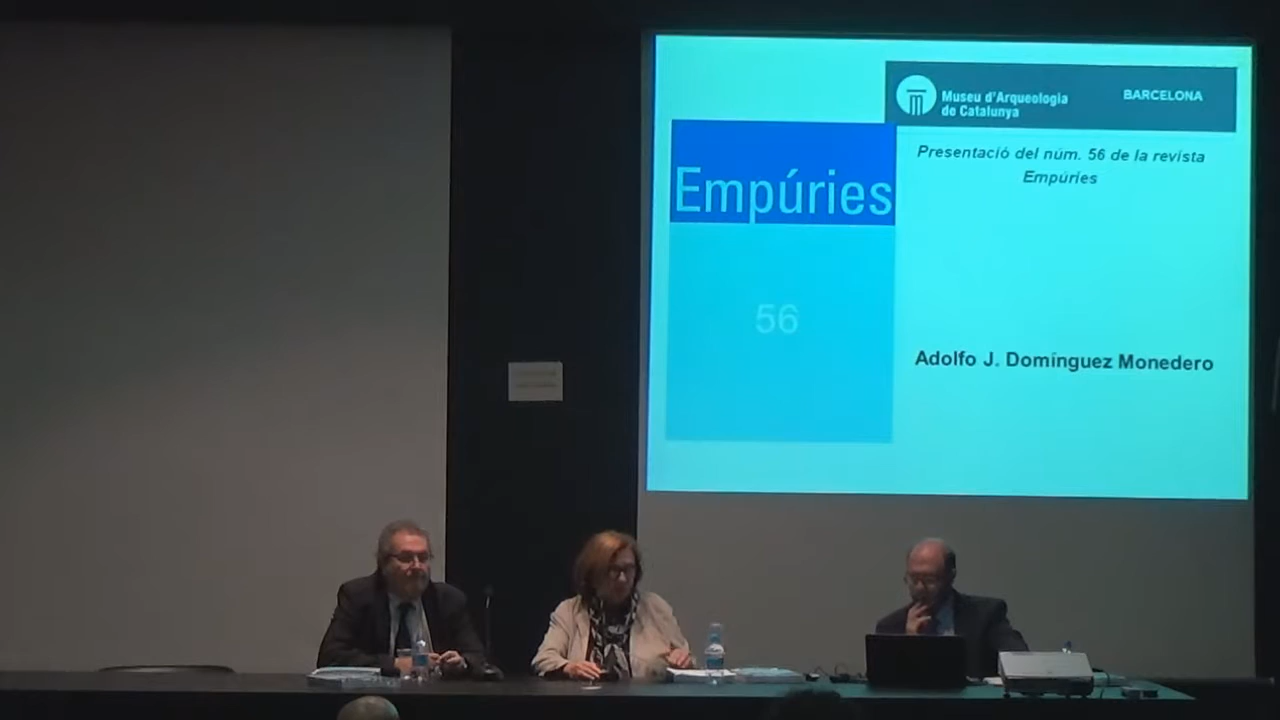 Museu d'Arqueologia
de Catalunya
BARCELONA
Presentació del núm. 56 de la revista
Empúries
Empúries
56
Adolfo J. Domínguez Monedero